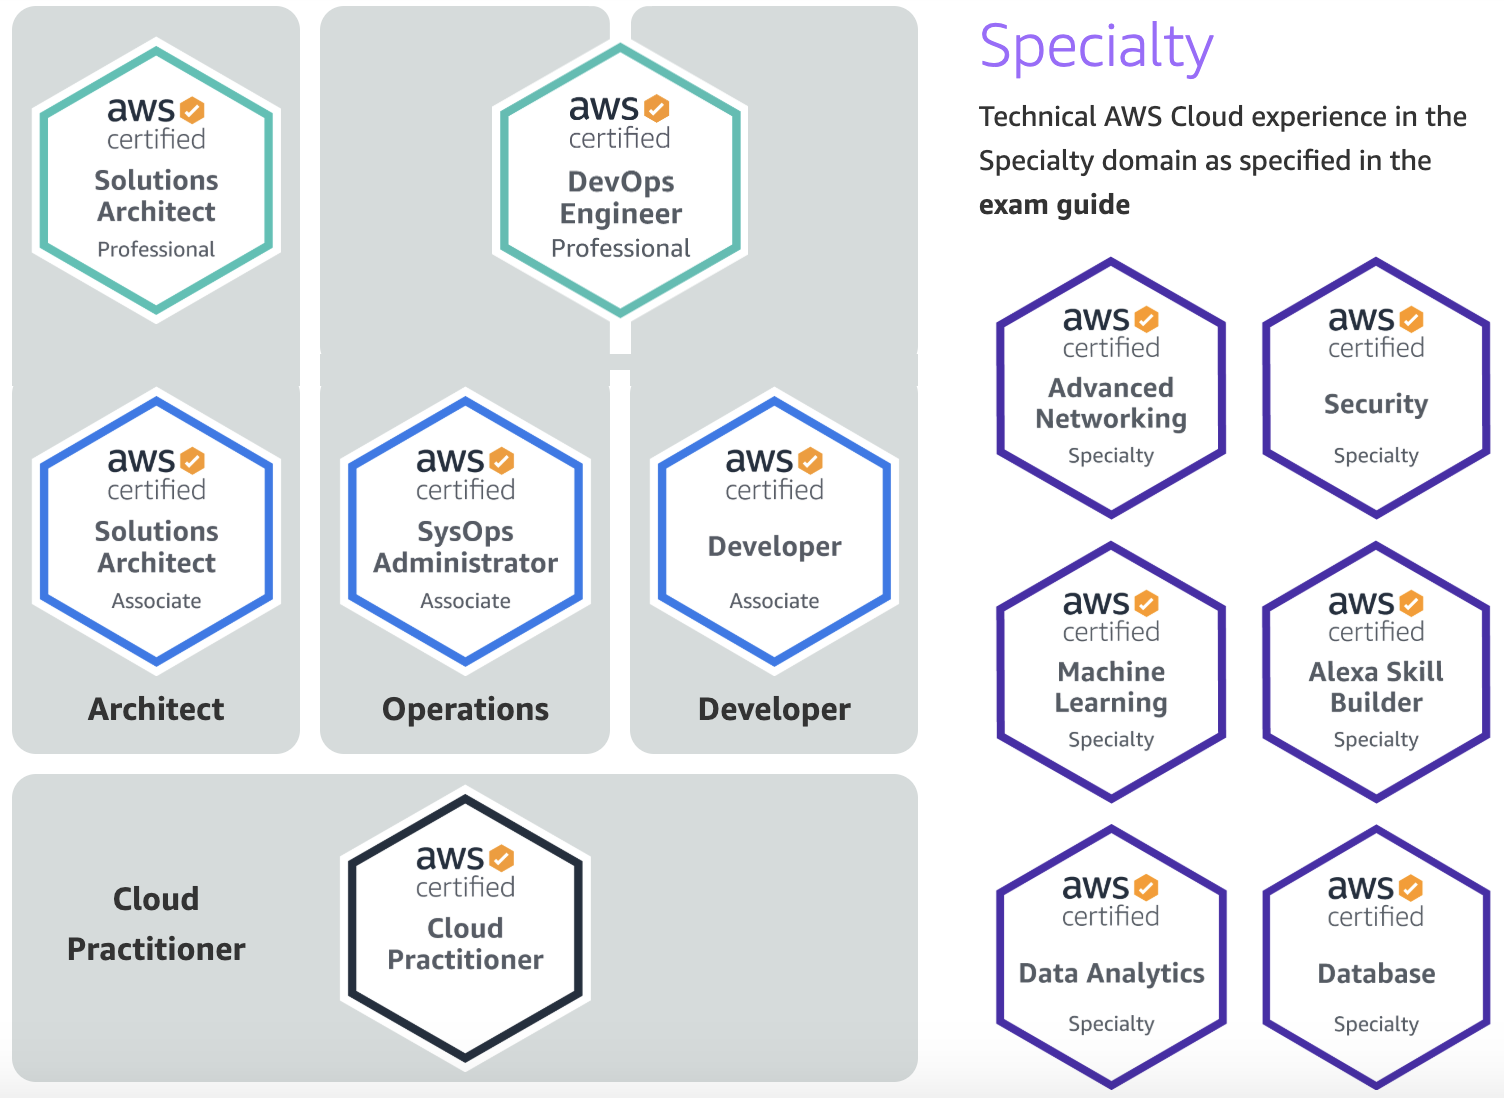 aws
certified
Solutions
Architect
Professional
aws
certified
DevOps
Engineer
Professional
aws
certified
Solutions
Architect
Associate
aws
certified
SysOps
Administrator
Associate
aws
certified
Developer
Associate
Architect
Operations
Developer
Cloud
Practitioner
aws
certified
Cloud
Practitioner
Specialty
Technical AWS Cloud experience in the
Specialty domain as specified in the
exam guide
aws
certified
Advanced
Networking
Specialty
aws
certified
Security
Specialty
aws
certified
Machine
Learning
Specialty
aws
certified
Alexa Skill
Builder
Specialty
aws
certified
Data Analytics
Specialty
aws
certified
Database
Specialty